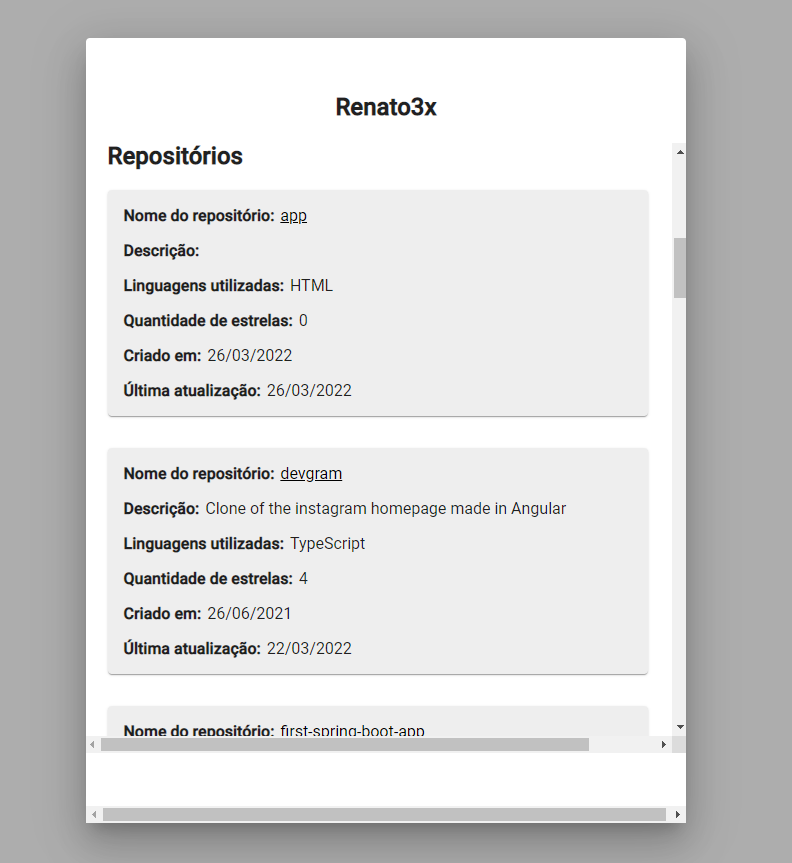 Renato3x
Repositórios
Nome do repositório: app
Descrição:
Linguagens utilizadas: HTML
Quantidade de estrelas: 0
Criado em: 26/03/2022
Última atualização: 26/03/2022
Nome do repositório: devgram
Descrição: Clone of the instagram homepage made in Angular
Linguagens utilizadas: TypeScript
Quantidade de estrelas: 4
Criado em: 26/06/2021
Última atualização: 22/03/2022
Nome do repositório: first-spring-boot-app